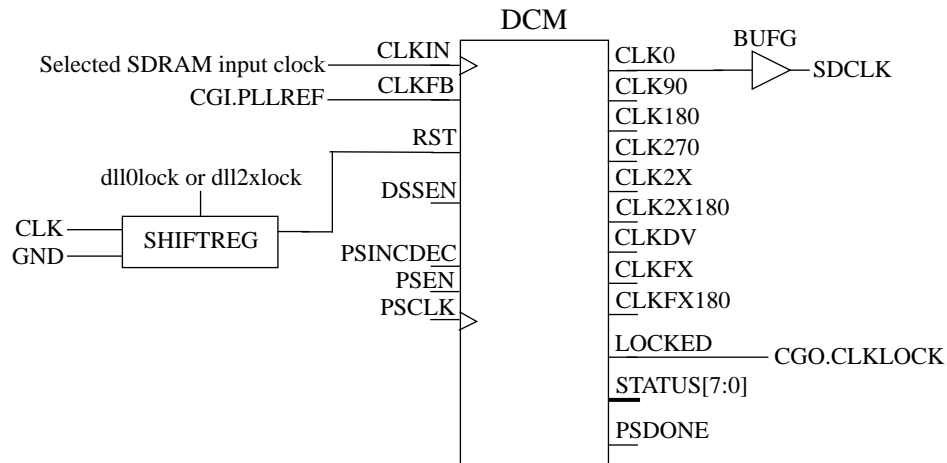 DCM
CLKIN
Selected SDRAM input clock
CLKFB
CGI.PLLREF
RST
dll0lock or dll2xlock
DSSEN
CLK
SHIFTREG
GND
PSINCDEC
PSEN
PSCLK
CLK0
BUFG
SDCLK
CLK90
CLK180
CLK270
CLK2X
CLK2X180
CLKDV
CLKFX
CLKFX180
LOCKED
CGO.CLKLOCK
STATUS[7:0]
PSDONE